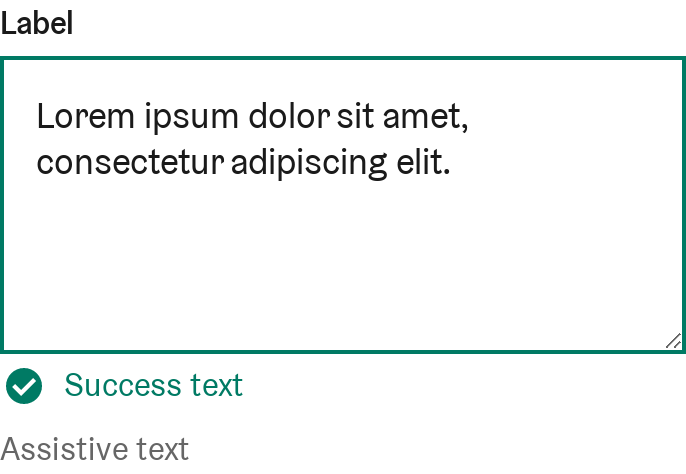 Label
Lorem ipsum dolor sit amet,
consectetur adipiscing elit.
Success text
Assistive text